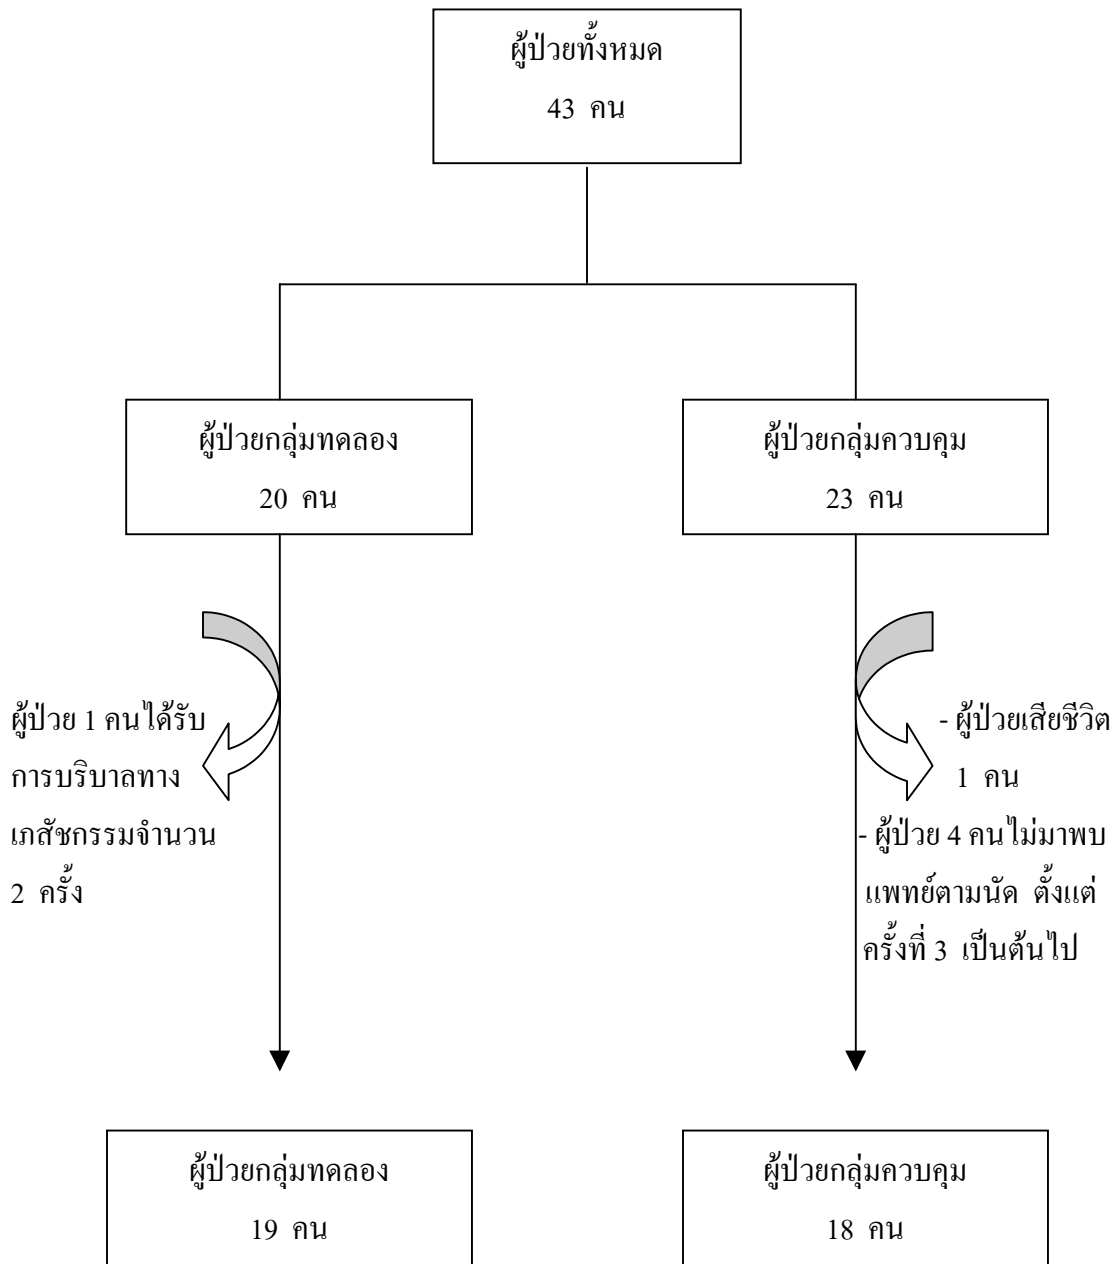 ผู้ป่วยทั้งหมด
43 คน
ผู้ป่วยกลุ่มทดลอง
20 คน
ผู้ป่วยกลุ่มควบคุม
23 คน
ผู้ป่วย 1 คนได้รับ
การบริบาลทาง
เภสัชกรรมจำนวน
2 ครั้ง
- ผู้ป่วยเสียชีวิต
1 คน
- ผู้ป่วย 4 คนไม่มาพบ
แพทย์ตามนัด ตั้งแต่
ครั้งที่ 3 เป็นต้นไป
ผู้ป่วยกลุ่มทดลอง
19 คน
ผู้ป่วยกลุ่มควบคุม
18 คน